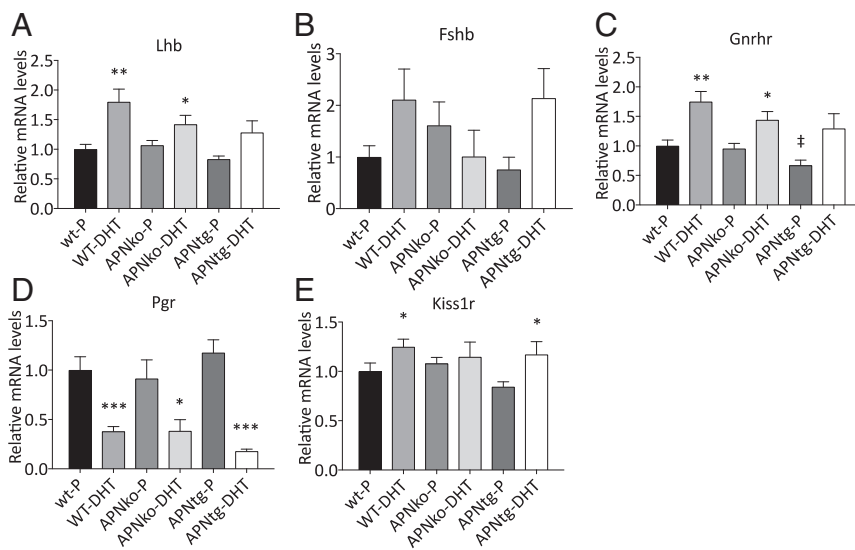 A
Lhb
Relative mRNA levels
2.5
2.0
1.5
1.0
0.5
0.0
**
*
wt-P
WT-DHT
APNko-P
APNko-DHT
APNtg-P
APNtg-DHT
B
Fshb
Relative mRNA levels
3
2
1
0
wt-P
WT-DHT
APNko-P
APNko-DHT
APNtg-P
APNtg-DHT
C
Gnrhr
Relative mRNA levels
2.5
2.0
1.5
1.0
0.5
0.0
**
*
‡
wt-P
WT-DHT
APNko-P
APNko-DHT
APNtg-P
APNtg-DHT
D
Pgr
Relative mRNA levels
1.5
1.0
0.5
0.0
***
*
***
wt-P
WT-DHT
APNko-P
APNko-DHT
APNtg-P
APNtg-DHT
E
Kiss1r
Relative mRNA levels
1.5
1.0
0.5
0.0
*
*
wt-P
WT-DHT
APNko-P
APNko-DHT
APNtg-P
APNtg-DHT